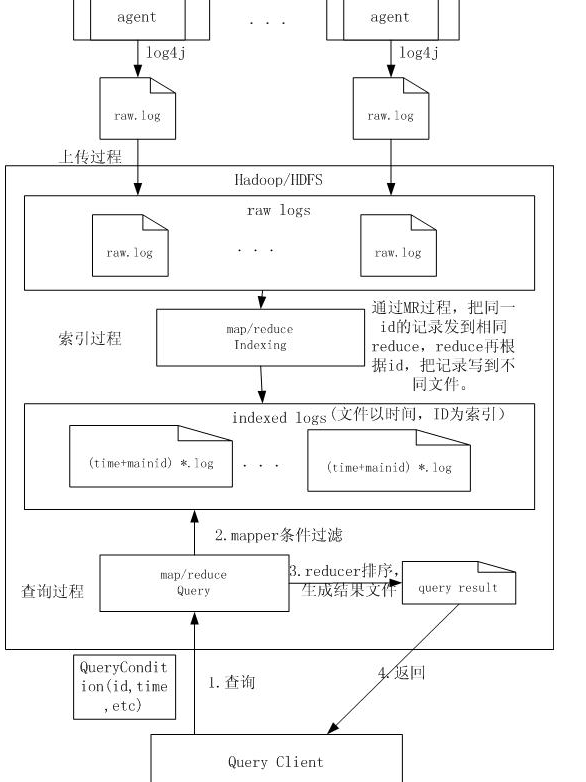 agent
. . .
agent
log4j
log4j
raw.log
raw.log
上传过程
Hadoop/HDFS
raw logs
raw.log
. . .
raw.log
索引过程
map/reduce
Indexing
通过MR过程，把同一
id的记录发到相同
reduce，reduce再根
据id，把记录写到不
同文件。
indexed logs(文件以时间，ID为索引)
(time+mainid) *.log
. . .
(time+mainid) *.log
2.mapper条件过滤
查询过程
map/reduce
Query
3.reducer排序，
生成结果文件
query result
QueryCondit
ion(id,time
,etc)
1.查询
4.返回
Query Client